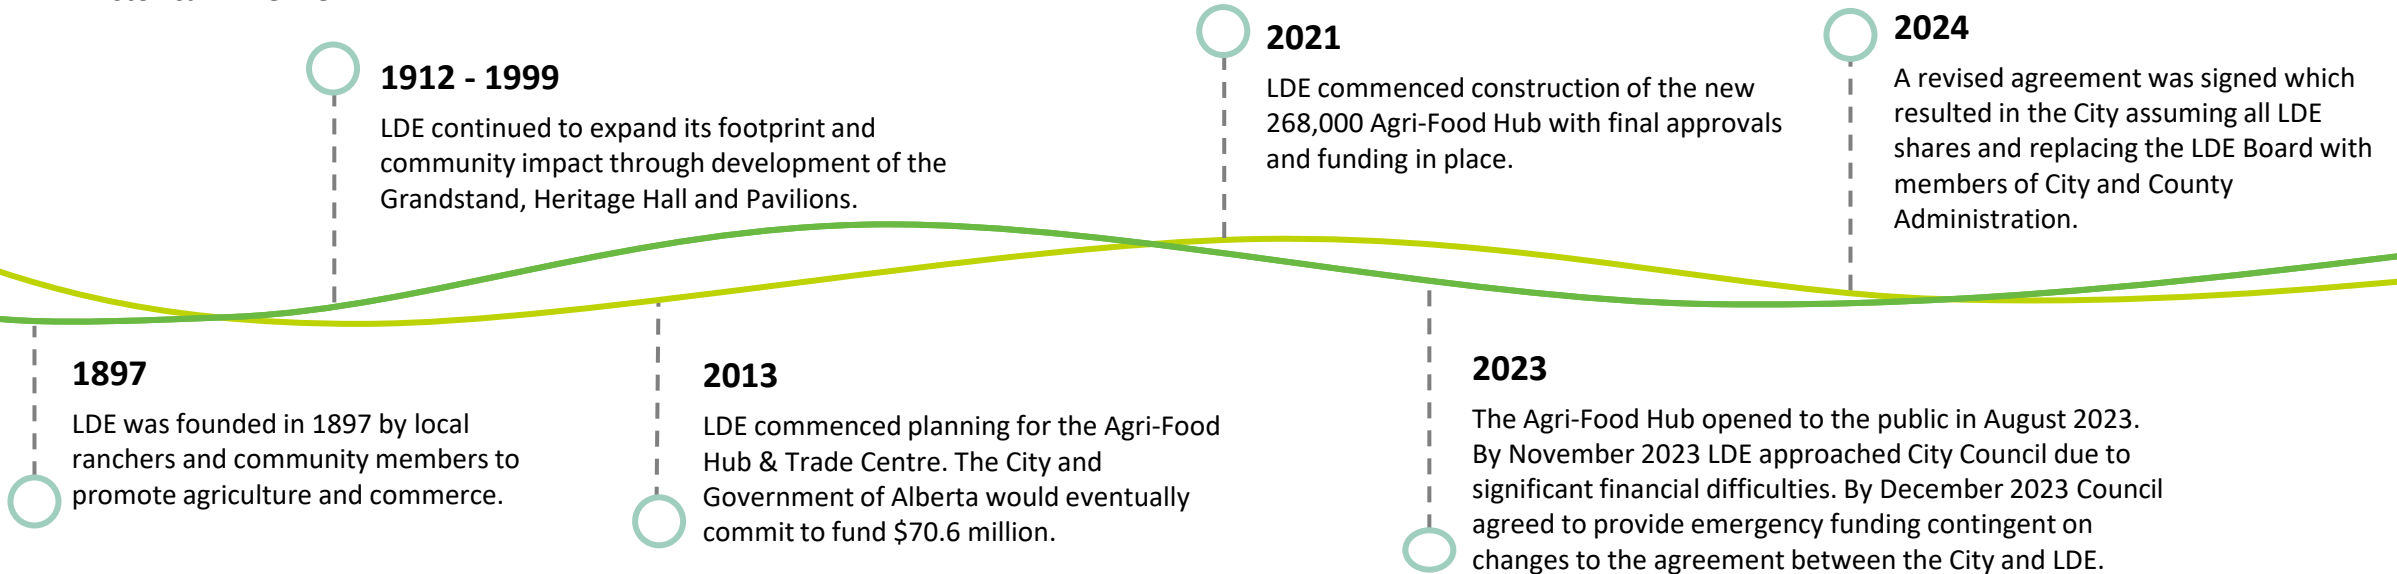 1897
LDE was founded in 1897 by local
ranchers and community members to
promote agriculture and commerce.
1912 - 1999
LDE continued to expand its footprint and
community impact through development of the
Grandstand, Heritage Hall and Pavilions.
2013
LDE commenced planning for the Agri-Food
Hub & Trade Centre. The City and
Government of Alberta would eventually
commit to fund $70.6 million.
2021
LDE commenced construction of the new
268,000 Agri-Food Hub with final approvals
and funding in place.
2023
The Agri-Food Hub opened to the public in August 2023.
By November 2023 LDE approached City Council due to
significant financial difficulties. By December 2023 Council
agreed to provide emergency funding contingent on
changes to the agreement between the City and LDE.
2024
A revised agreement was signed which
resulted in the City assuming all LDE
shares and replacing the LDE Board with
members of City and County
Administration.